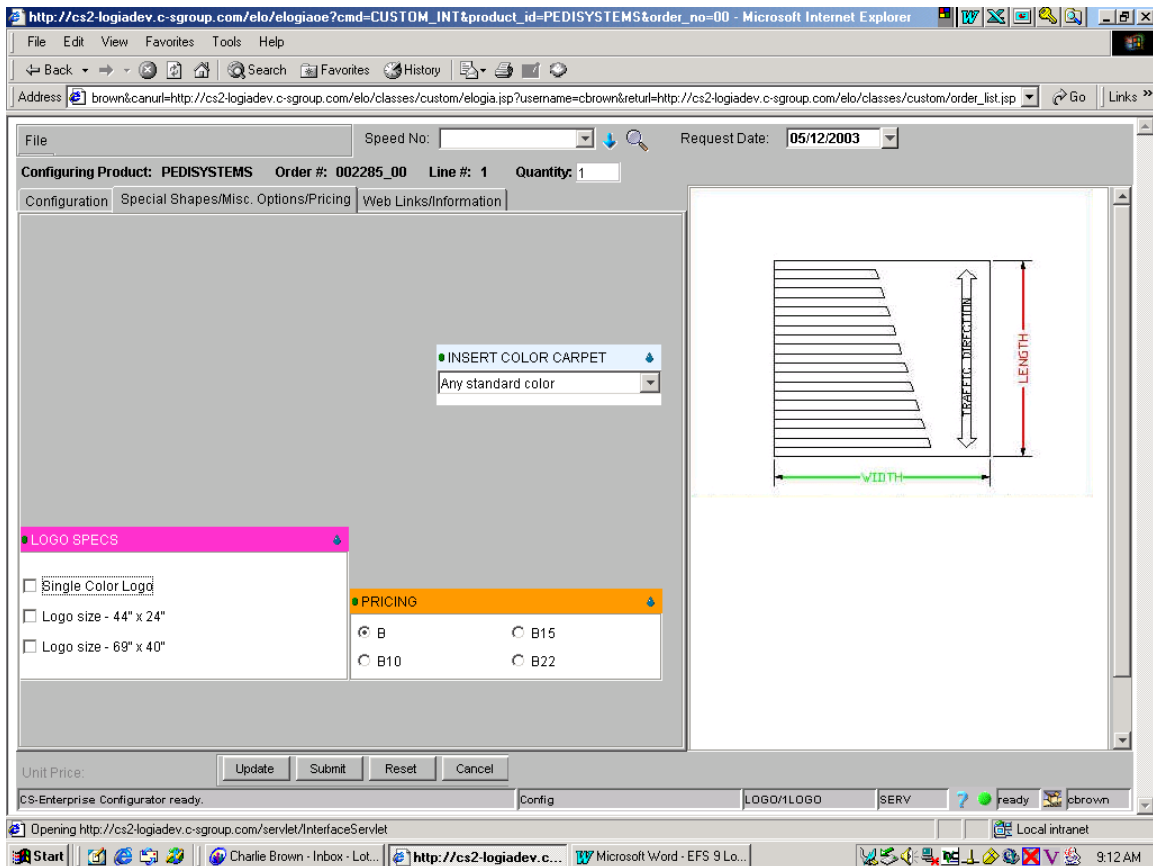 http://cs2-logiadev.c-sgroup.com/elo/elogiaoe?cmd=CUSTOM_INT&product_id=PEDISYSTEMS&order_no=00 - Microsoft Internet Explorer
File Edit View Favorites Tools Help
Back Search Favorites History
Address brown&canurl=http://cs2-logiadev.c-sgroup.com/elo/classes/custom/elogia.jsp?username=cbrown&returl=http://cs2-logiadev.c-sgroup.com/elo/classes/custom/order_list.jsp Go Links »
File Speed No: Request Date: 05/12/2003
Configuring Product: PEDISYSTEMS Order #: 002285_00 Line #: 1 Quantity: 1
Configuration Special Shapes/Misc. Options/Pricing Web Links/Information
INSERT COLOR CARPET
Any standard color
TRAFFIC DIRECTION
LENGTH
WIDTH
LOGO SPECS
Single Color Logo
Logo size - 44" x 24"
Logo size - 69" x 40"
PRICING
B B15
B10 B22
Unit Price: Update Submit Reset Cancel
CS-Enterprise Configurator ready. Config LOGO/1LOGO SERV ready cbrown
Opening http://cs2-logiadev.c-sgroup.com/servlet/InterfaceServlet Local intranet
Start Charlie Brown - Inbox - Lot... http://cs2-logiadev.c... Microsoft Word - EFS 9 Lo... 9:12 AM